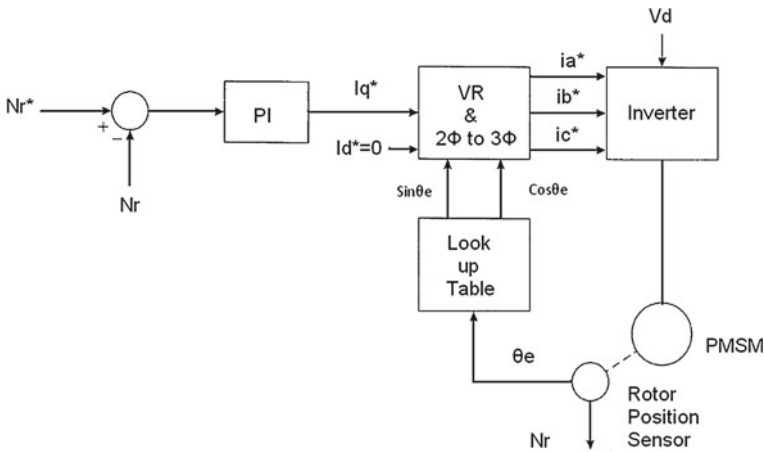 Vd
Nr*
+
−
Nr
PI
Iq*
Id*=0
VR
&
2Φ to 3Φ
ia*
ib*
ic*
Inverter
Sinθe
Cosθe
Look
up
Table
θe
PMSM
Rotor
Position
Sensor
Nr